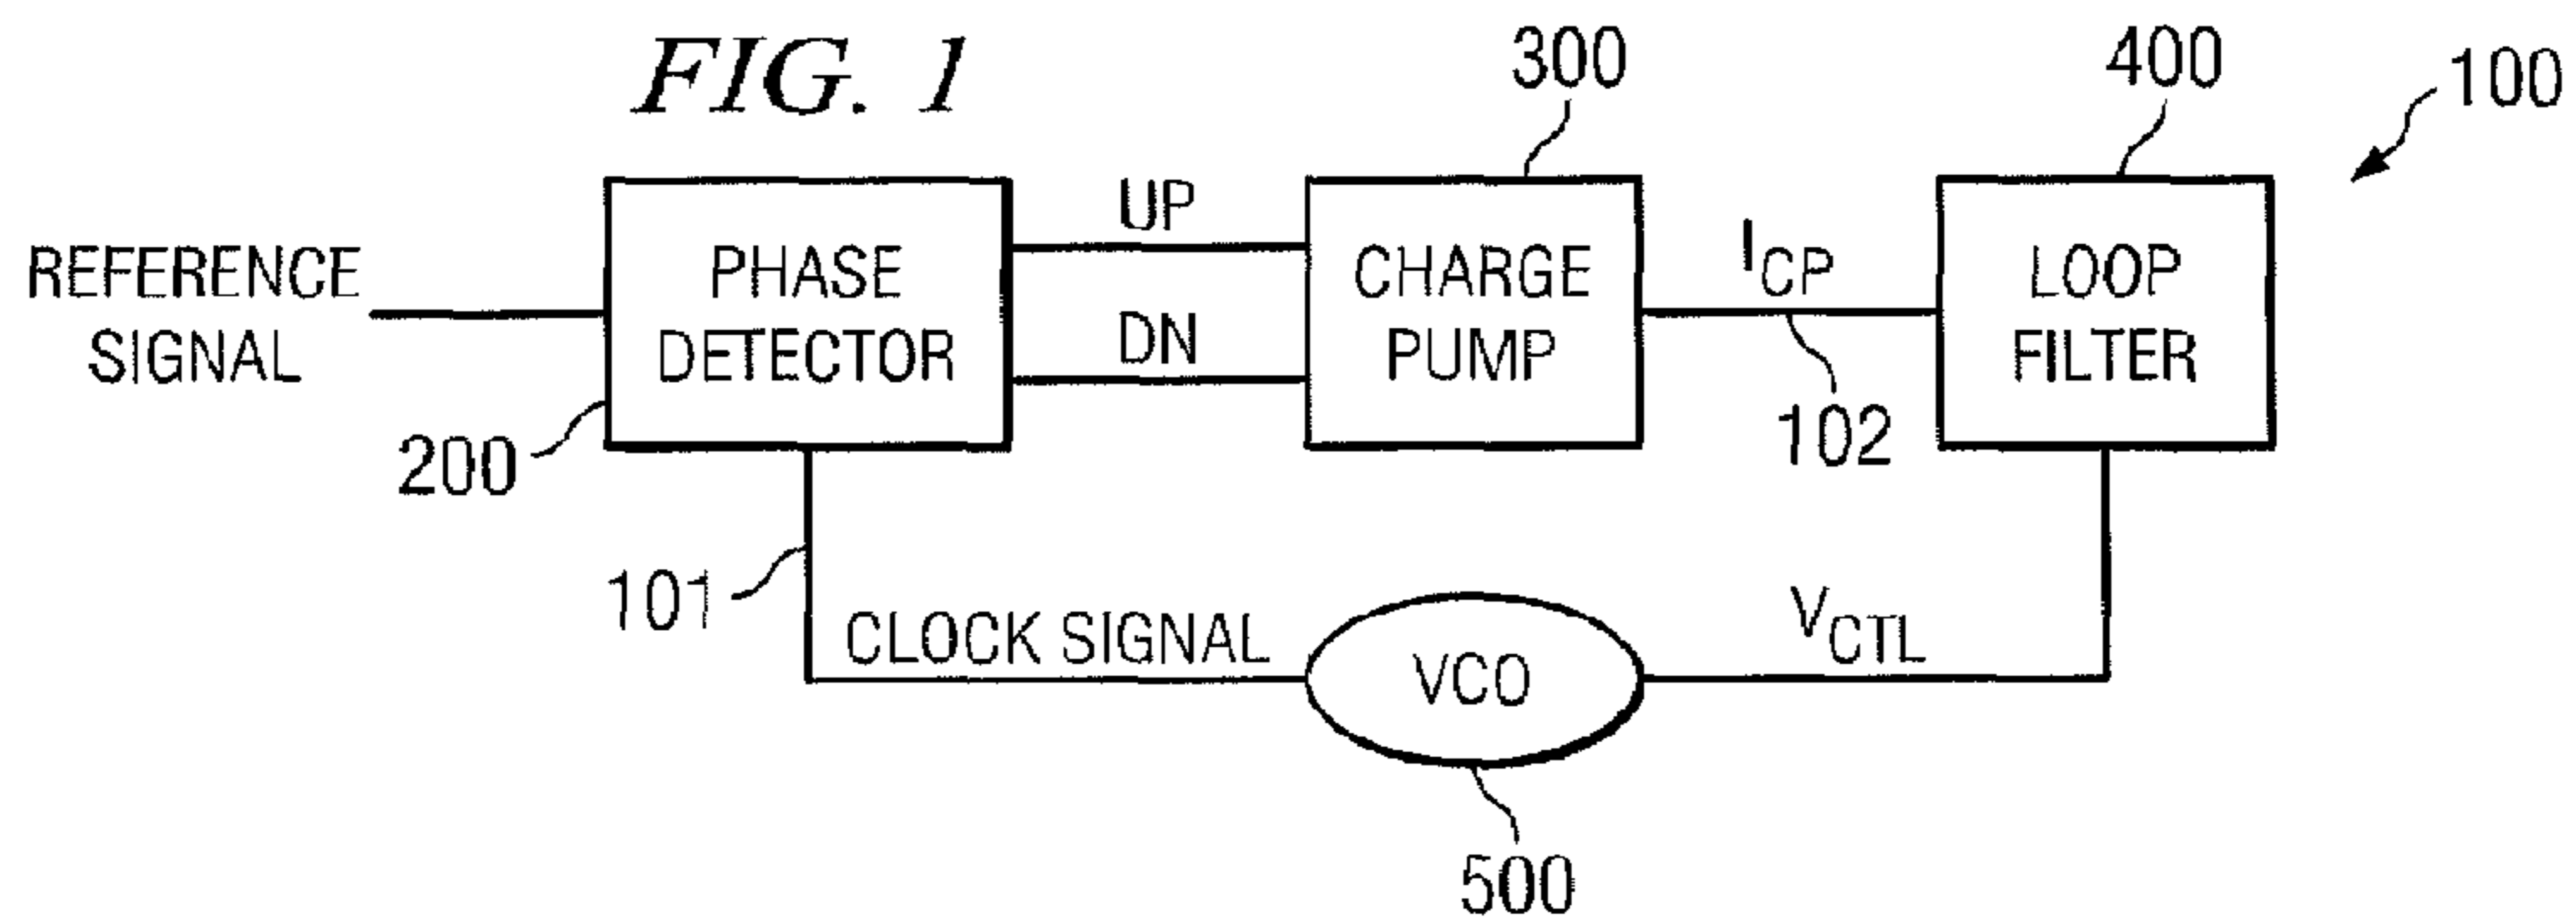 FIG. 1
300
400
100
REFERENCE
SIGNAL
PHASE
DETECTOR
UP
DN
CHARGE
PUMP
ICP
LOOP
FILTER
200
102
101
CLOCK SIGNAL
VCO
VCTL
500